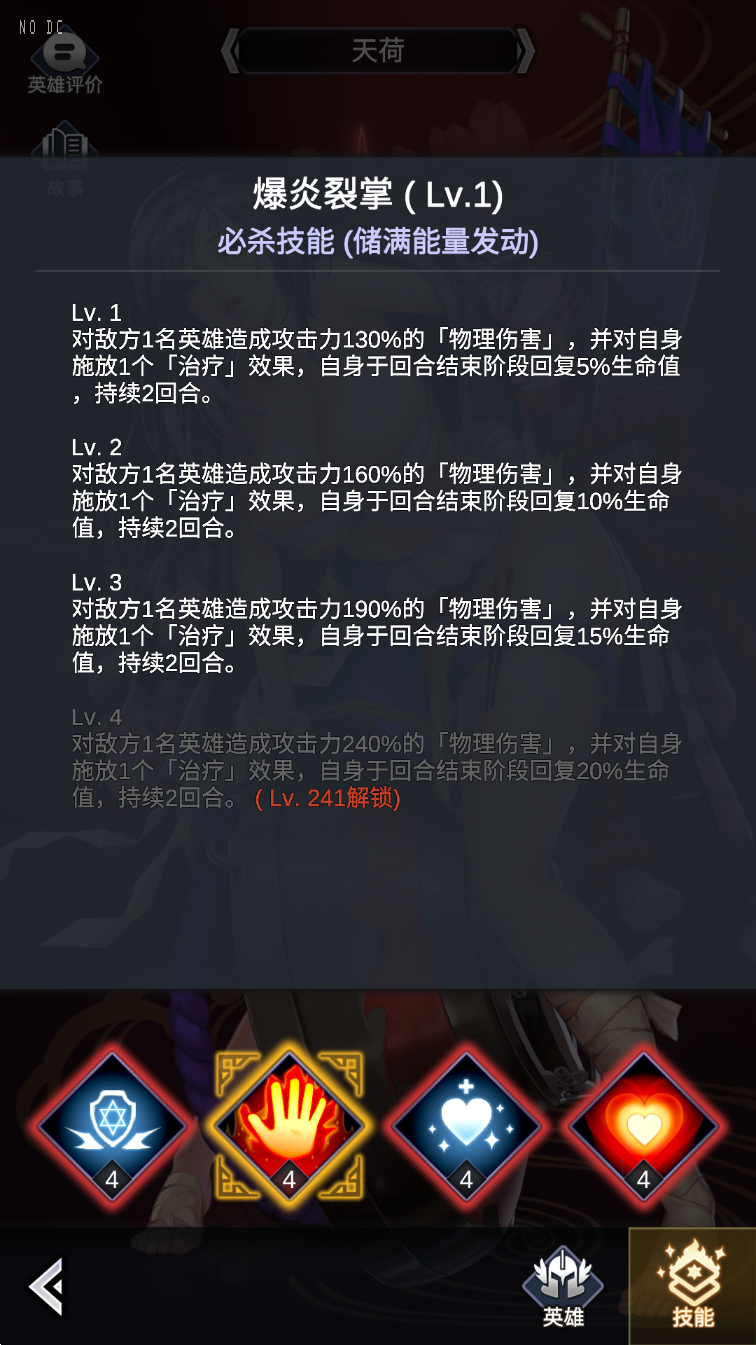 NO DC
天荷
英雄评价
故事
爆炎裂掌 ( Lv.1)
必杀技能 (储满能量发动)
Lv. 1
对敌方1名英雄造成攻击力130%的「物理伤害」，并对自身
施放1个「治疗」效果，自身于回合结束阶段回复5%生命值
，持续2回合。
Lv. 2
对敌方1名英雄造成攻击力160%的「物理伤害」，并对自身
施放1个「治疗」效果，自身于回合结束阶段回复10%生命
值，持续2回合。
Lv. 3
对敌方1名英雄造成攻击力190%的「物理伤害」，并对自身
施放1个「治疗」效果，自身于回合结束阶段回复15%生命
值，持续2回合。
Lv. 4
对敌方1名英雄造成攻击力240%的「物理伤害」，并对自身
施放1个「治疗」效果，自身于回合结束阶段回复20%生命
值，持续2回合。 ( Lv. 241解锁)
4 4 4 4
英雄 技能